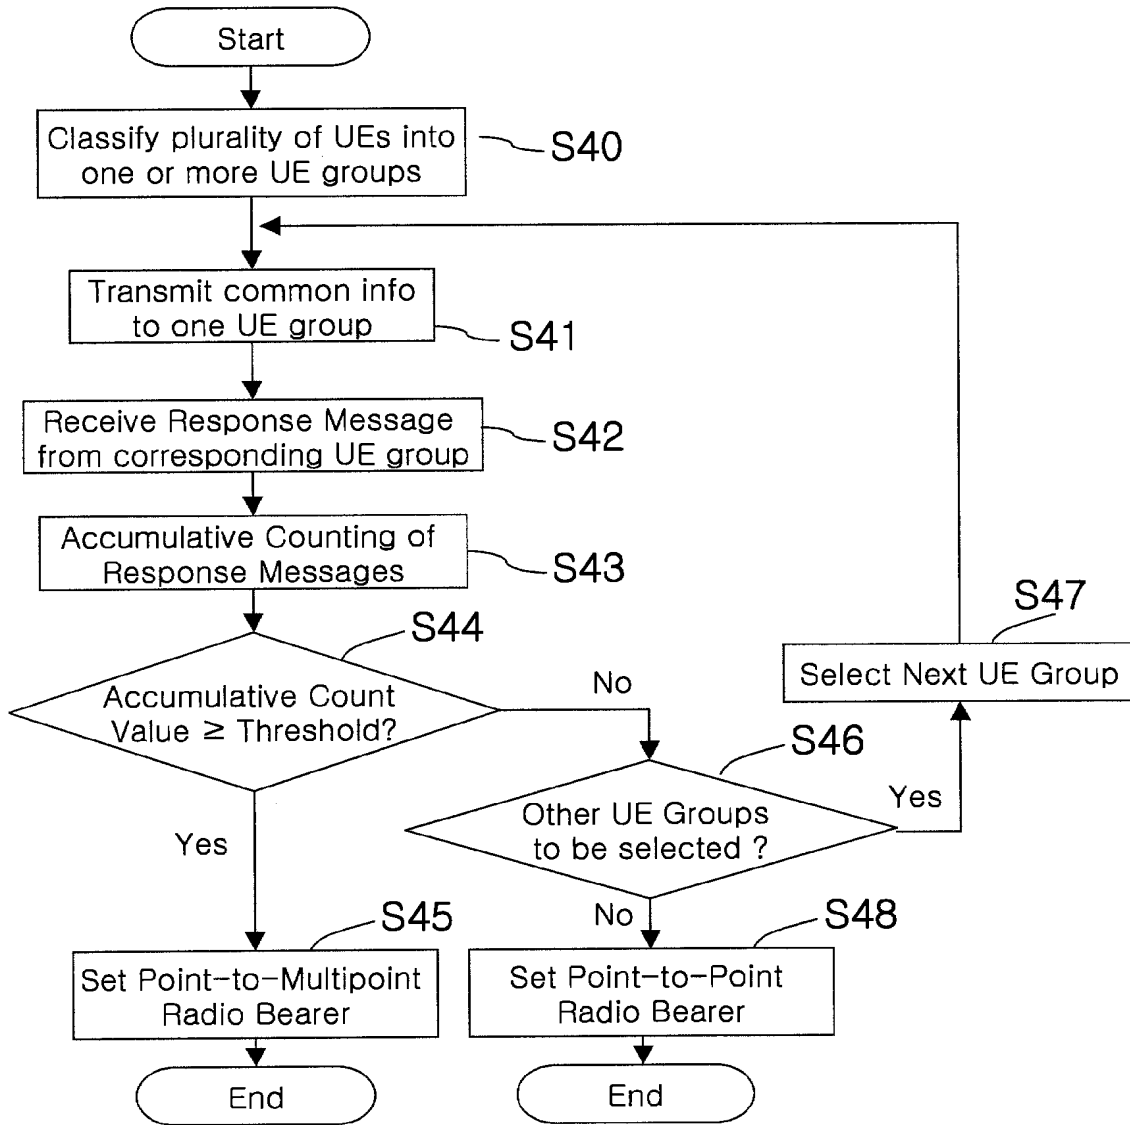 Start
Classify plurality of UEs into
one or more UE groups
S40
Transmit common info
to one UE group
S41
Receive Response Message
from corresponding UE group
S42
Accumulative Counting of
Response Messages
S43
S44
Accumulative Count
Value ≥ Threshold?
No
S47
Select Next UE Group
S46
Other UE Groups
to be selected ?
Yes
Yes
No
S45
Set Point-to-Multipoint
Radio Bearer
S48
Set Point-to-Point
Radio Bearer
End
End